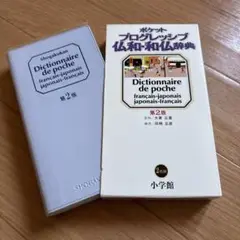 Shogakukan
Dictionnaire
de poche
français-japonais
japonais-français
第2版
ポケット
プログレッシブ
仏和・和仏辞典
Dictionnaire
de poche
français-japonais
japonais-français
第2版
小学館